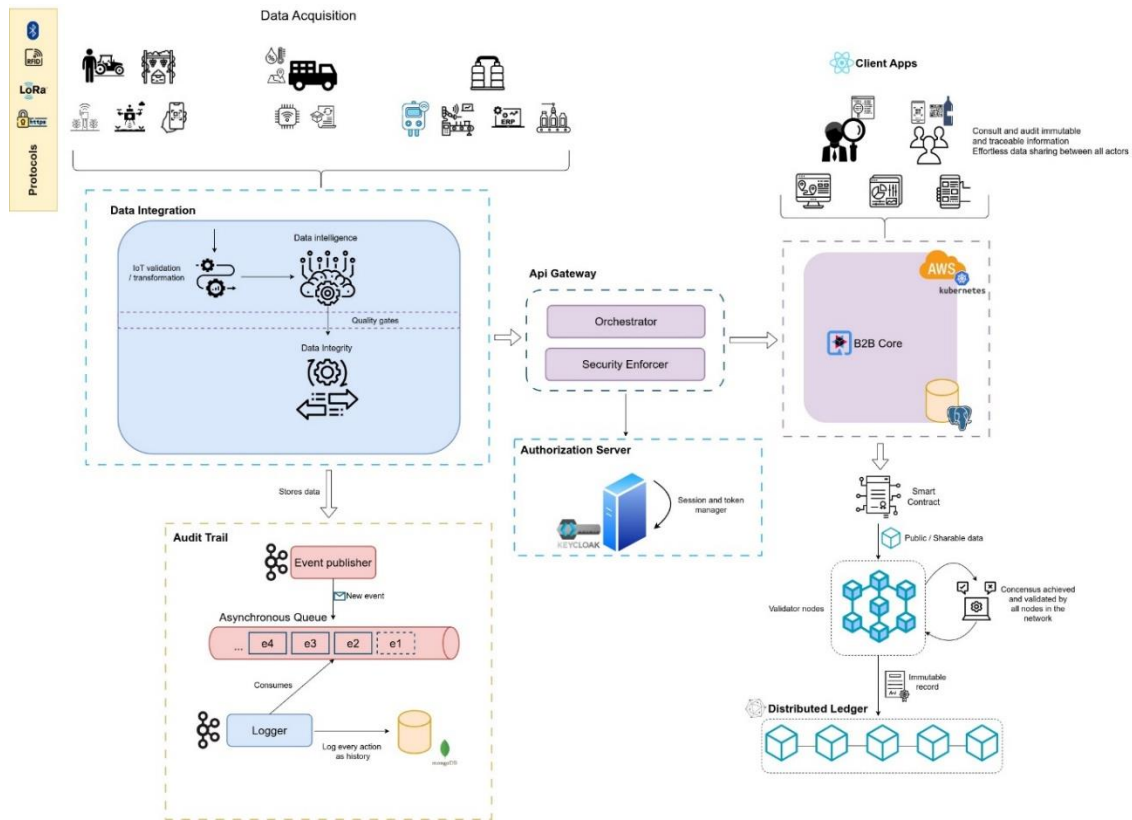 Data Acquisition
RFID
LoRa
https
Protocols
ERP
Client Apps
Consult and audit immutable
and traceable information
Effortless data sharing between all actors
Data Integration
IoT validation
/ transformation
Data intelligence
Quality gates
Data Integrity
Api Gateway
Orchestrator
Security Enforcer
AWS
kubernetes
B2B Core
Authorization Server
KEYCLOAK
Session and token
manager
Stores data
Audit Trail
Event publisher
New event
Asynchronous Queue
... e4 e3 e2 e1
Consumes
Logger
Log every action
as history
mongoDB
Smart
Contract
Public / Sharable data
Validator nodes
Consensus achieved
and validated by
all nodes in the
network
Immutable
record
Distributed Ledger